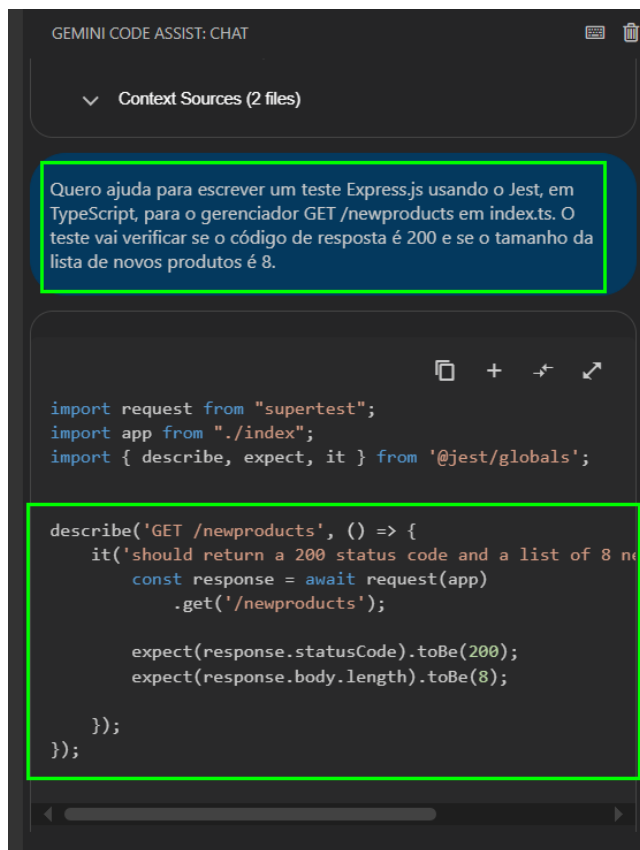 GEMINI CODE ASSIST: CHAT
Context Sources (2 files)
Quero ajuda para escrever um teste Express.js usando o Jest, em
TypeScript, para o gerenciador GET /newproducts em index.ts. O
teste vai verificar se o código de resposta é 200 e se o tamanho da
lista de novos produtos é 8.
import request from "supertest";
import app from "./index";
import { describe, expect, it } from '@jest/globals';
describe('GET /newproducts', () => {
    it('should return a 200 status code and a list of 8
        const response = await request(app)
            .get('/newproducts');
        expect(response.statusCode).toBe(200);
        expect(response.body.length).toBe(8);
    });
});